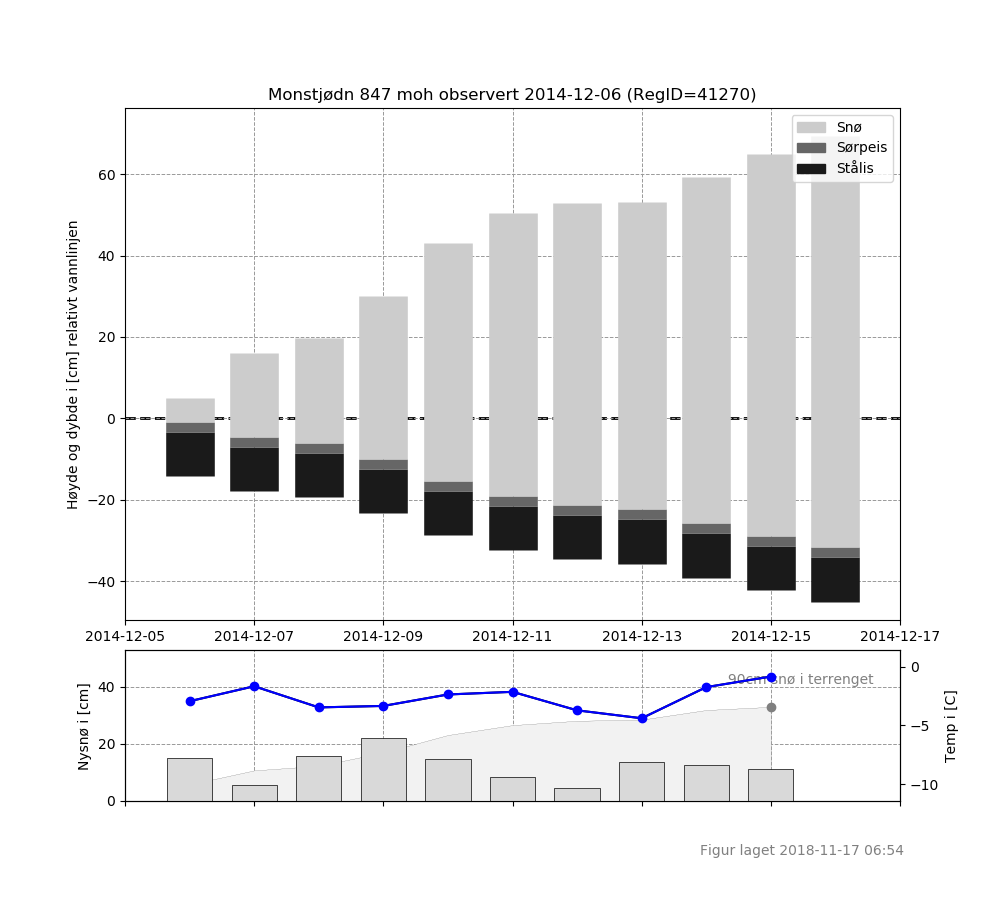 Monstjødn 847 moh observert 2014-12-06 (RegID=41270)
Snø
Sørpeis
Stålis
Høyde og dybde i [cm] relativt vannlinjen
60
40
20
0
−20
−40
2014-12-05 2014-12-07 2014-12-09 2014-12-11 2014-12-13 2014-12-15 2014-12-17
Nysnø i [cm]
40
20
0
90cm snø i terrenget
0
−5
−10
Temp i [C]
Figur laget 2018-11-17 06:54